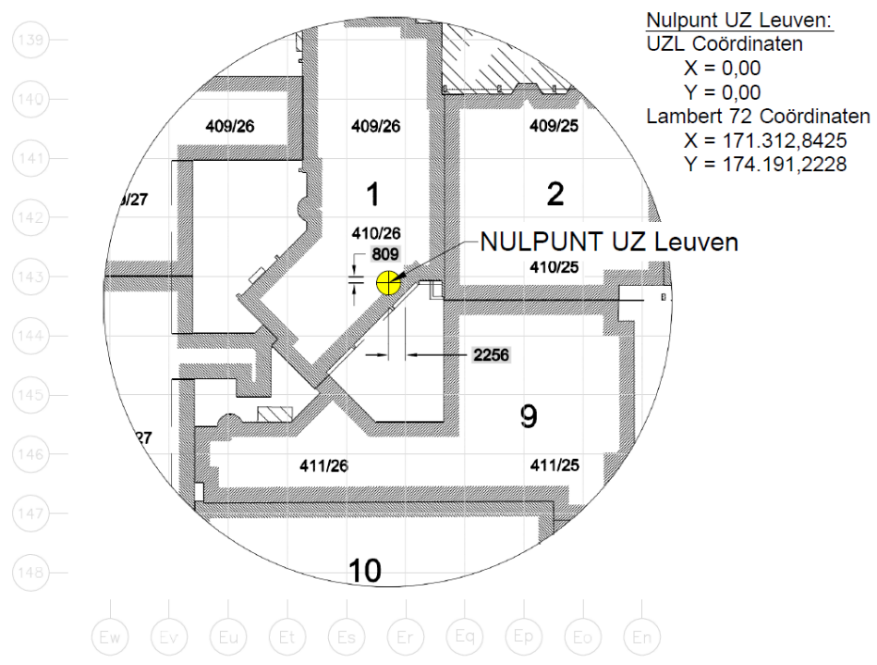 Nulpunt UZ Leuven:
UZL Coördinaten
X = 0,00
Y = 0,00
Lambert 72 Coördinaten
X = 171.312,8425
Y = 174.191,2228
139
140
141
142
143
144
145
146
147
148
409/26
409/26
409/25
/27
1
2
410/26
809
NULPUNT UZ Leuven
410/25
2256
9
27
411/26
411/25
10
Ew
Ev
Eu
Et
Es
Er
Eq
Ep
Eo
En